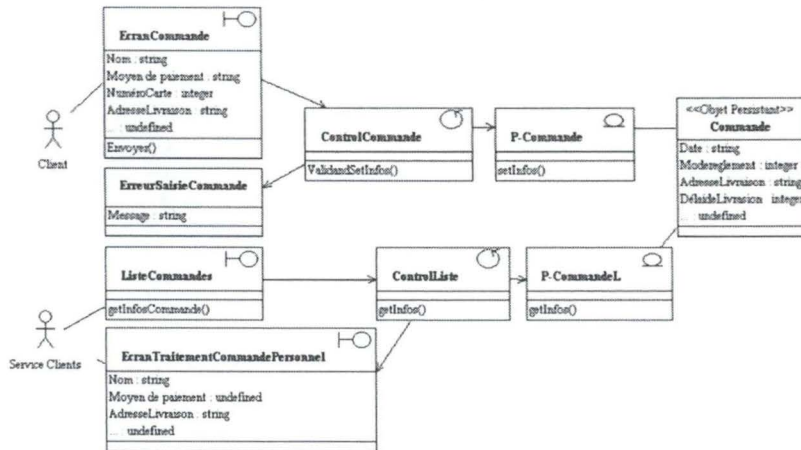 EcranCommande
Nom : string
Moyen de paiement : string
NuméroCarte : integer
AdresseLivraison : string
... : undefined
Envoyer()
Client
ControlCommande
ValidandSetInfos()
P-Commande
setInfos()
<<Objet Persistant>>
Commande
Date : string
Modereglement : integer
AdresseLivraison : string
DélaideLivrasion : integer
... : undefined
ErreurSaisrieCommande
Message : string
ListeCommandes
getInfosCommande()
ControlListe
getInfos()
P-CommandeL
getInfos()
Service Clients
EcranTraitementCommandePersonnel
Nom : string
Moyen de paiement : undefined
AdresseLivraison : string
... : undefined